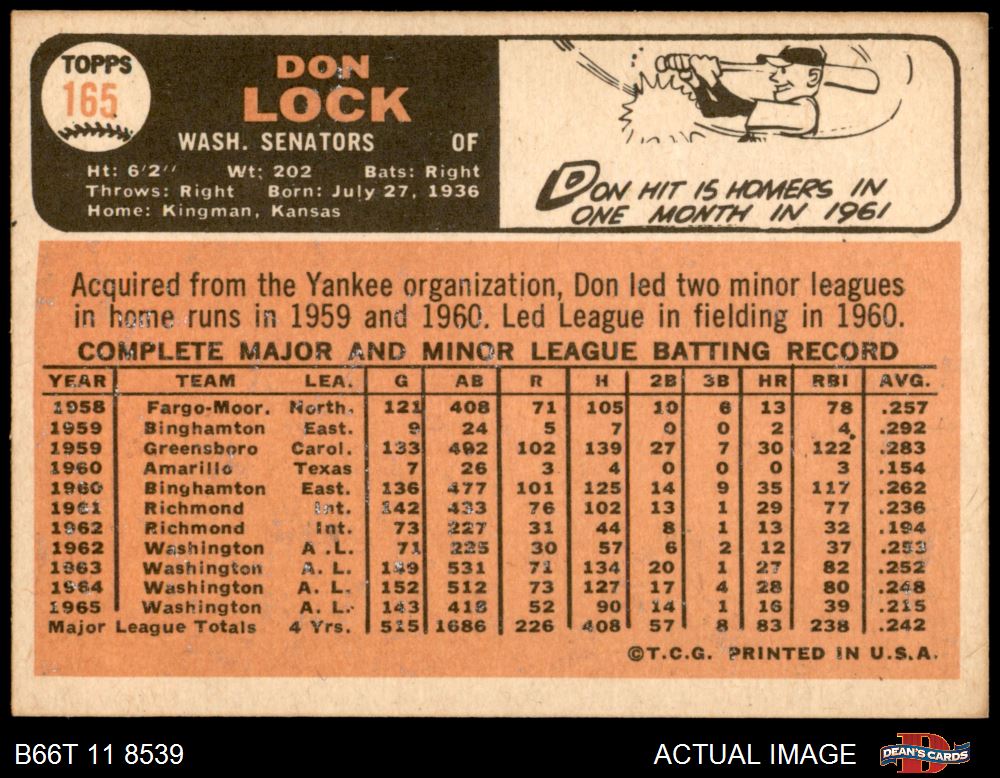 TOPPS
165
DON
LOCK
WASH. SENATORS OF
Ht: 6'2" Wt: 202 Bats: Right
Throws: Right Born: July 27, 1936
Home: Kingman, Kansas
DON HIT 15 HOMERS IN
ONE MONTH IN 1961
Acquired from the Yankee organization, Don led two minor leagues
in home runs in 1959 and 1960. Led League in fielding in 1960.
COMPLETE MAJOR AND MINOR LEAGUE BATTING RECORD
YEAR TEAM LEA. G AB R H 2B 3B HR RBI AVG.
1958 Fargo-Moor. North. 121 408 71 105 10 6 13 78 .257
1959 Binghamton East. 9 24 5 7 0 0 2 4 .292
1959 Greensboro Carol. 133 492 102 139 27 7 30 122 .283
1960 Amarillo Texas 7 26 3 4 0 0 0 3 .154
1960 Binghamton East. 136 477 101 125 14 9 35 117 .262
1961 Richmond Int. 142 433 76 102 13 1 29 77 .236
1962 Richmond Int. 73 227 31 44 8 1 13 32 .194
1962 Washington A.L. 71 225 30 57 6 2 12 37 .253
1963 Washington A. L. 149 531 71 134 20 1 27 82 .252
1964 Washington A. L. 152 512 73 127 17 4 28 80 .248
1965 Washington A. L. 143 418 52 90 14 1 16 39 .215
Major League Totals 4 Yrs. 515 1686 226 408 57 8 83 238 .242
©T.C.G. PRINTED IN U.S.A.
B66T 11 8539
ACTUAL IMAGE
DEAN'S CARDS